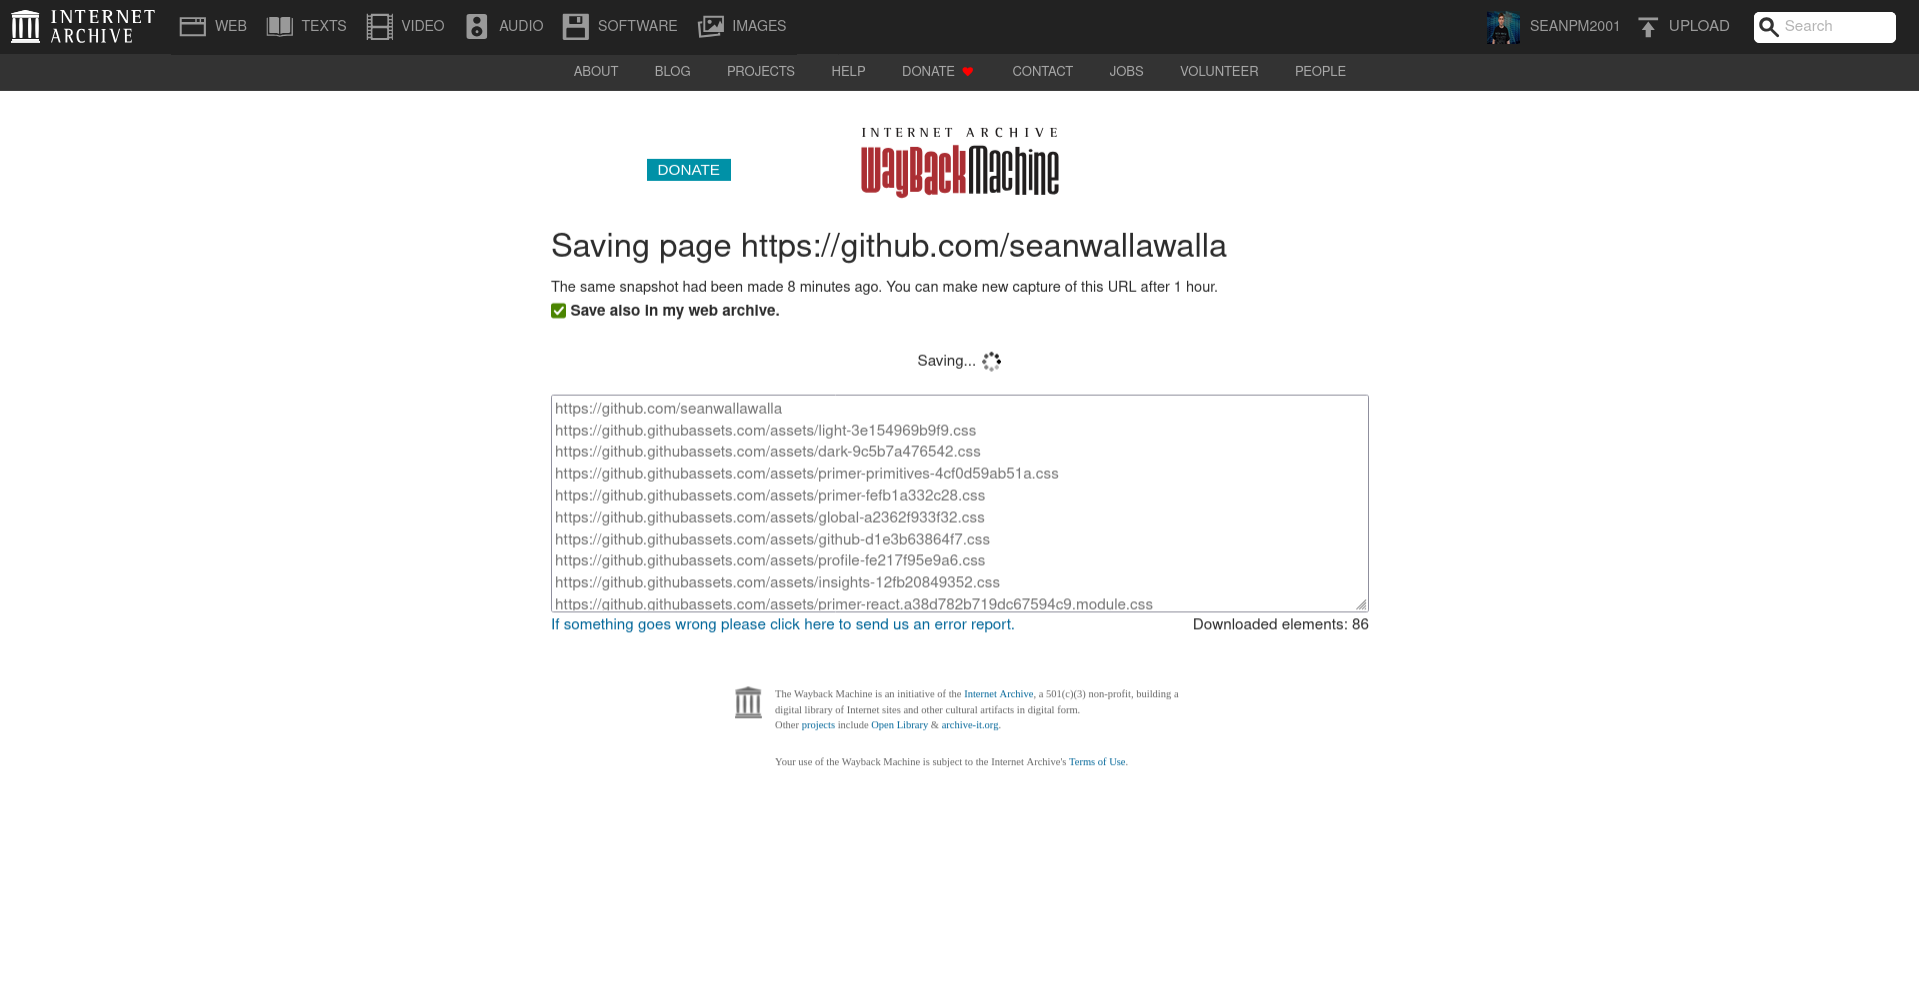 INTERNET ARCHIVE
WEB TEXTS VIDEO AUDIO SOFTWARE IMAGES SEANPM2001 UPLOAD Search
ABOUT BLOG PROJECTS HELP DONATE CONTACT JOBS VOLUNTEER PEOPLE
INTERNET ARCHIVE
DONATE
WayBackMachine
Saving page https://github.com/seanwallawalla
The same snapshot had been made 8 minutes ago. You can make new capture of this URL after 1 hour.
Save also in my web archive.
Saving...
https://github.com/seanwallawalla
https://github.githubassets.com/assets/light-3e154969b9f9.css
https://github.githubassets.com/assets/dark-9c5b7a476542.css
https://github.githubassets.com/assets/primer-primitives-4cf0d59ab51a.css
https://github.githubassets.com/assets/primer-fefb1a332c28.css
https://github.githubassets.com/assets/global-a2362f933f32.css
https://github.githubassets.com/assets/github-d1e3b63864f7.css
https://github.githubassets.com/assets/profile-fe217f95e9a6.css
https://github.githubassets.com/assets/insights-12fb20849352.css
https://github.githubassets.com/assets/primer-react.a38d782b719dc67594c9.module.css
If something goes wrong please click here to send us an error report. Downloaded elements: 86
The Wayback Machine is an initiative of the Internet Archive, a 501(c)(3) non-profit, building a
digital library of Internet sites and other cultural artifacts in digital form.
Other projects include Open Library & archive-it.org.
Your use of the Wayback Machine is subject to the Internet Archive's Terms of Use.